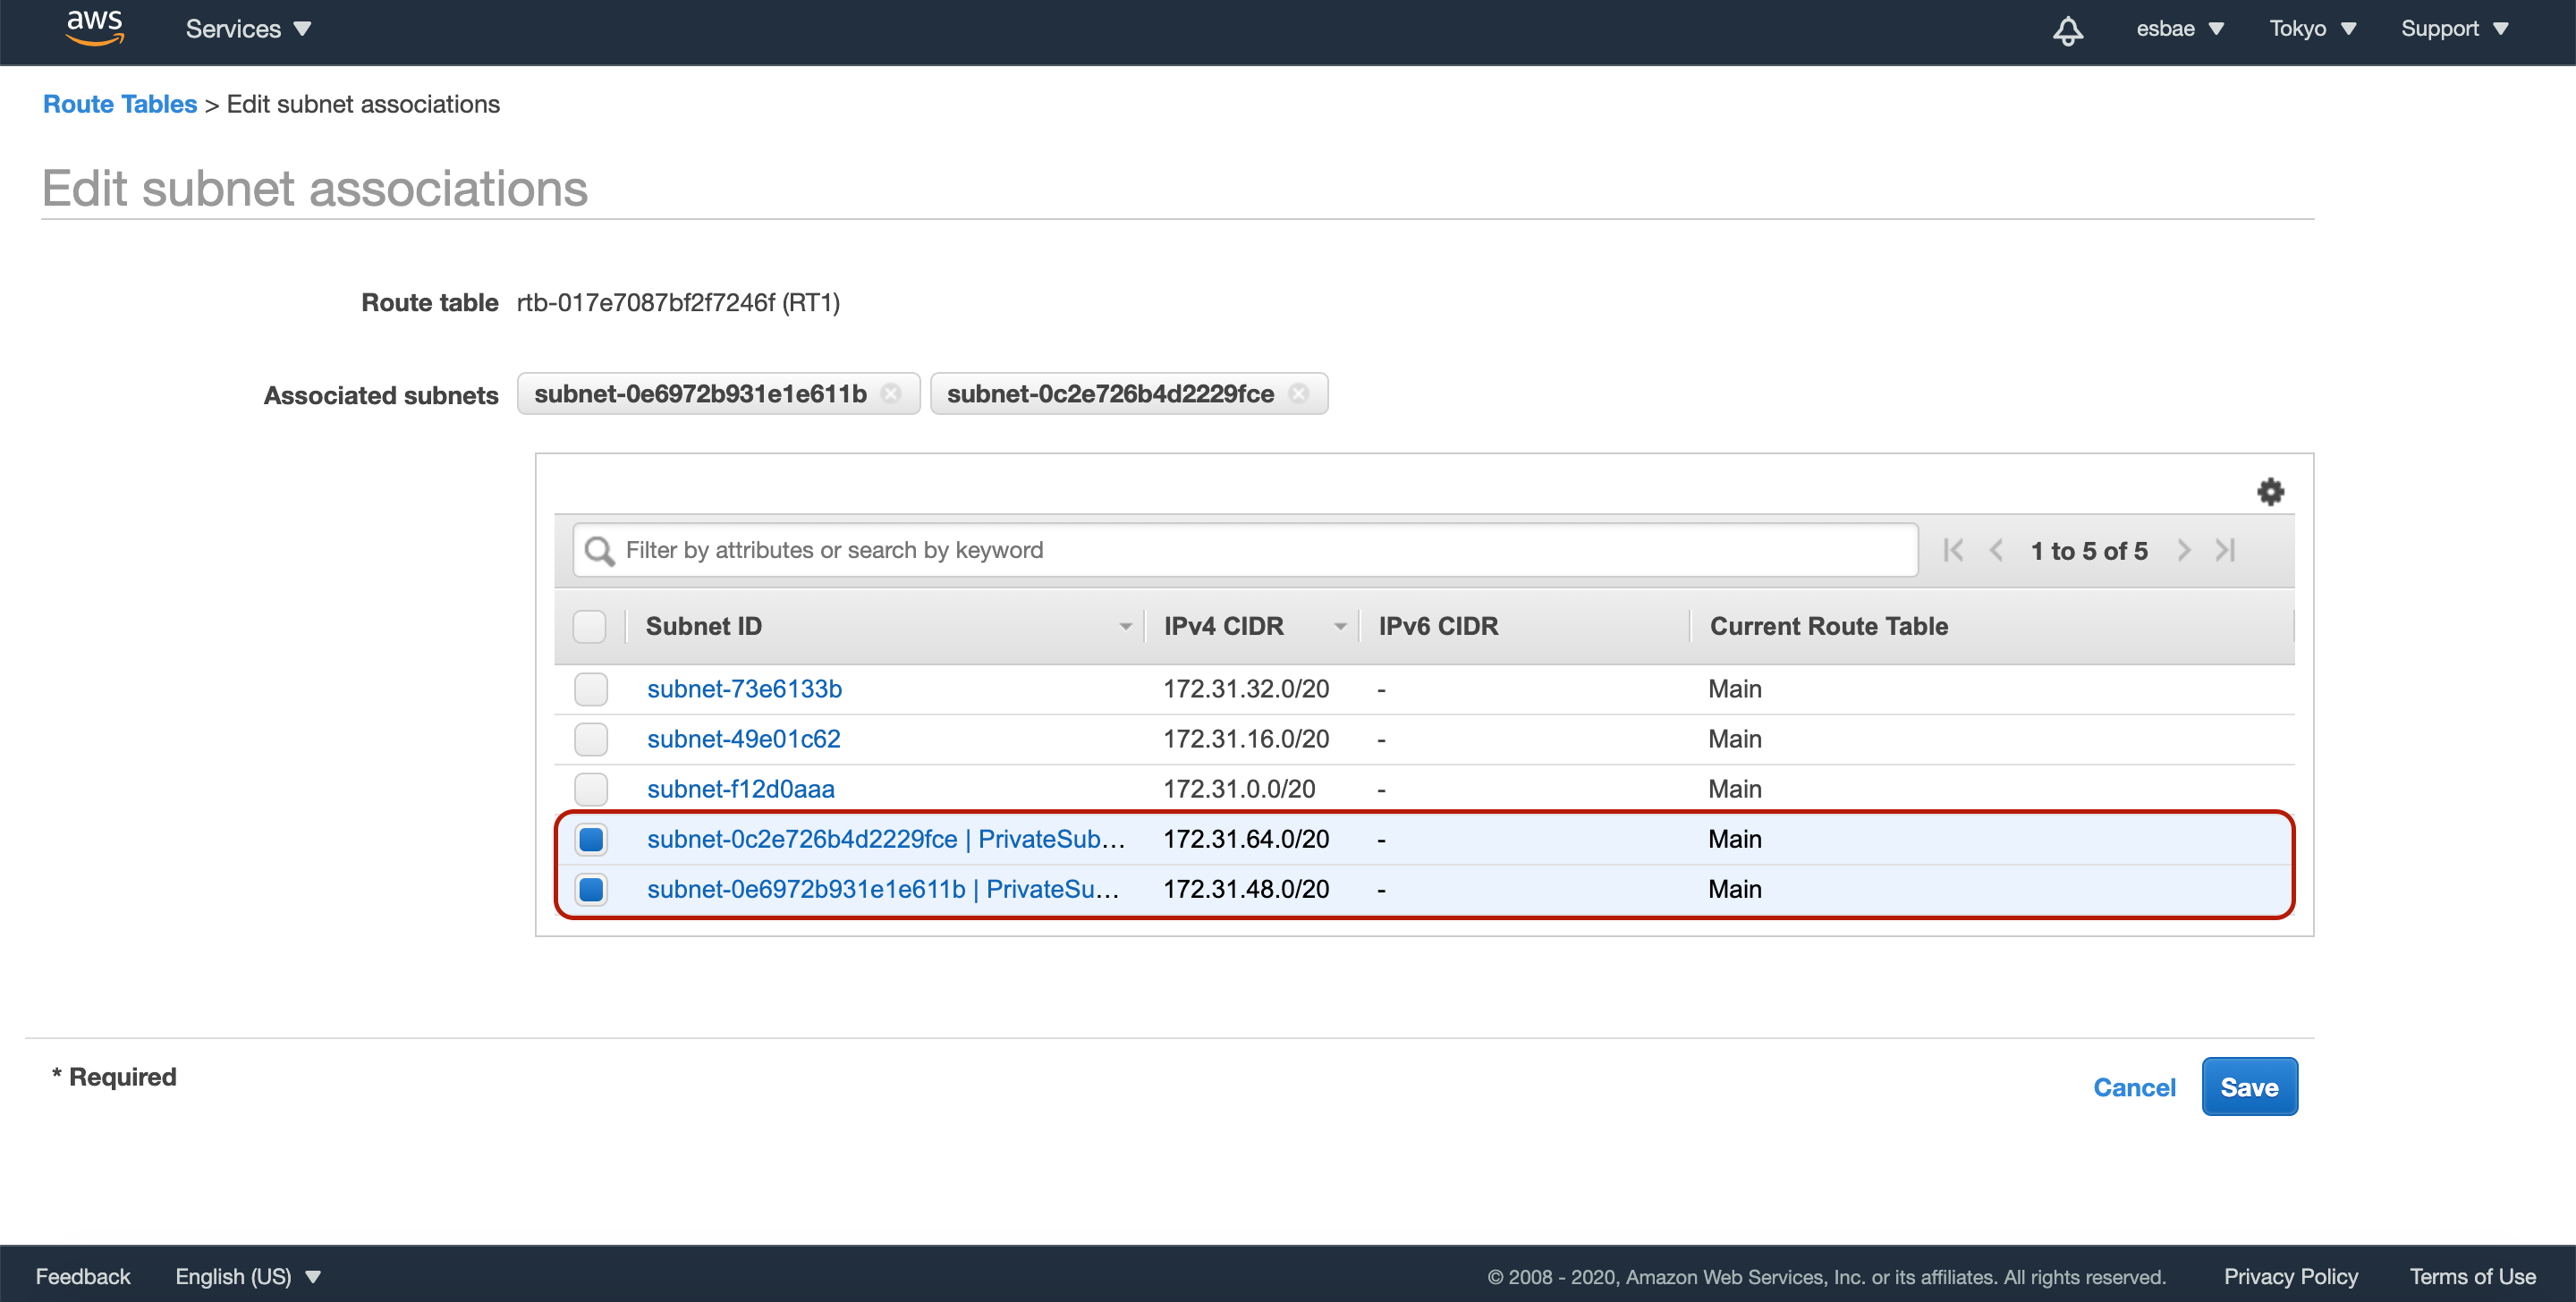 aws Services esbae Tokyo Support
Route Tables > Edit subnet associations
Edit subnet associations
Route table rtb-017e7087bf2f7246f (RT1)
Associated subnets subnet-0e6972b931e1e611b subnet-0c2e726b4d2229fce
Filter by attributes or search by keyword 1 to 5 of 5
Subnet ID IPv4 CIDR IPv6 CIDR Current Route Table
subnet-73e6133b 172.31.32.0/20 - Main
subnet-49e01c62 172.31.16.0/20 - Main
subnet-f12d0aaa 172.31.0.0/20 - Main
subnet-0c2e726b4d2229fce | PrivateSub... 172.31.64.0/20 - Main
subnet-0e6972b931e1e611b | PrivateSu... 172.31.48.0/20 - Main
* Required Cancel Save
Feedback English (US) © 2008 - 2020, Amazon Web Services, Inc. or its affiliates. All rights reserved. Privacy Policy Terms of Use